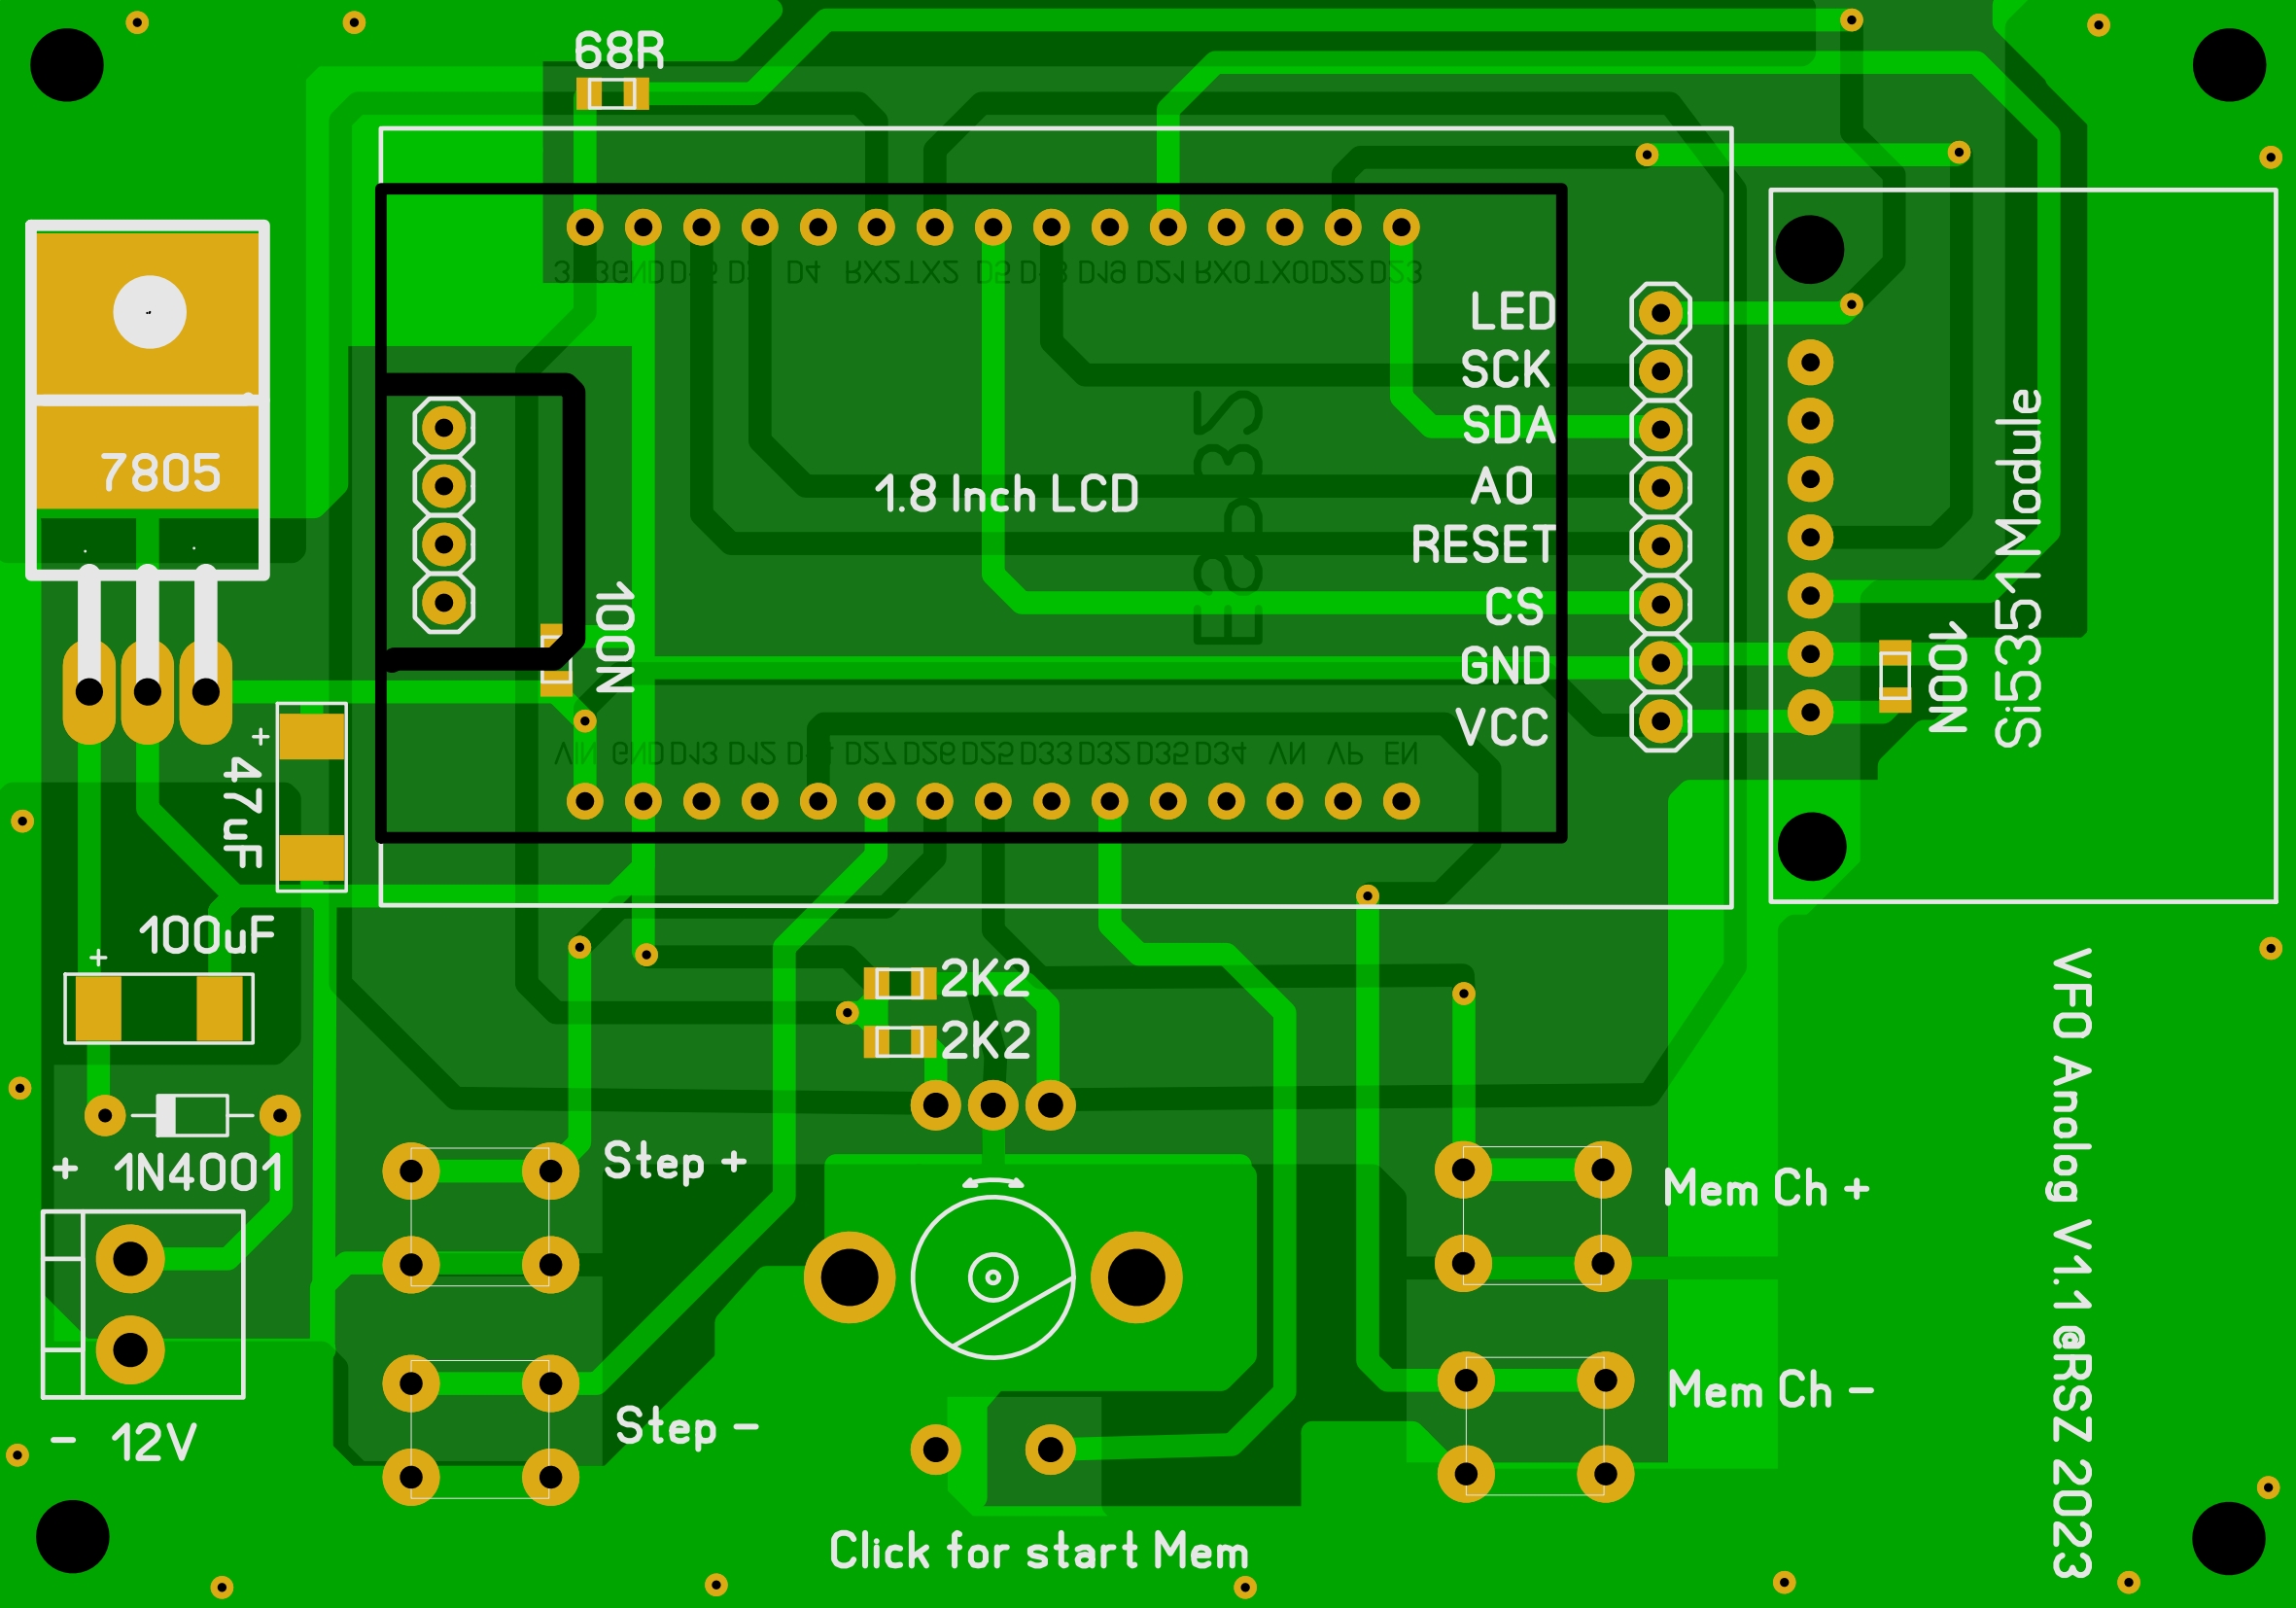 68R
3V3 GND D15 D2 D4 RX2 TX2 D5 D18 D19 D21 RX0 TX0 D22 D23
LED
SCK
SDA
A0
RESET
CS
GND
VCC
7805
1.8 Inch LCD
Esp32
Si5351 Module
100N
100N
+
47uF
VIN GND D13 D12 D14 D27 D26 D25 D33 D32 D35 D34 VN VP EN
100uF
+
2K2
2K2
+ 1N4001
Step +
Mem Ch +
Step -
Mem Ch -
- 12V
Click for start Mem
VFO Analog V1.1 @RSZ 2023